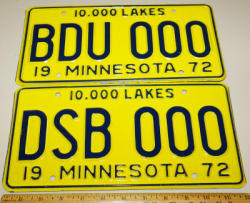 10,000 LAKES
BDU 000
19 MINNESOTA 72
10,000 LAKES
DSB 000
19 MINNESOTA 72